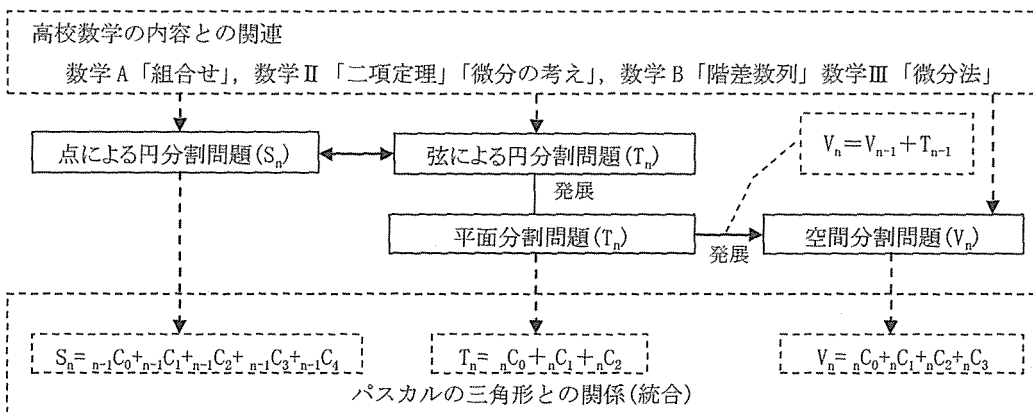 高校数学の内容との関連
数学A「組合せ」,数学Ⅱ「二項定理」「微分の考え」,数学B「階差数列」数学Ⅲ「微分法」
点による円分割問題(Sₙ)
弦による円分割問題(Tₙ)
Vₙ=Vₙ₋₁+Tₙ₋₁
発展
平面分割問題(Tₙ)
発展
空間分割問題(Vₙ)
Sₙ=ₙ₋₁C₀+ₙ₋₁C₁+ₙ₋₁C₂+ₙ₋₁C₃+ₙ₋₁C₄
Tₙ=ₙC₀+ₙC₁+ₙC₂
Vₙ=ₙC₀+ₙC₁+ₙC₂+ₙC₃
パスカルの三角形との関係(統合)